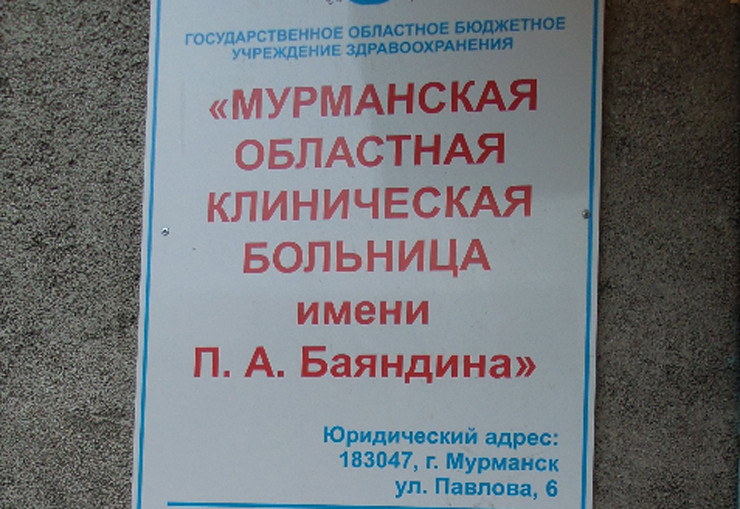 ГОСУДАРСТВЕННОЕ ОБЛАСТНОЕ БЮДЖЕТНОЕ
УЧРЕЖДЕНИЕ ЗДРАВООХРАНЕНИЯ
«МУРМАНСКАЯ
ОБЛАСТНАЯ
КЛИНИЧЕСКАЯ
БОЛЬНИЦА
имени
П. А. Баяндина»
Юридический адрес:
183047, г. Мурманск
ул. Павлова, 6